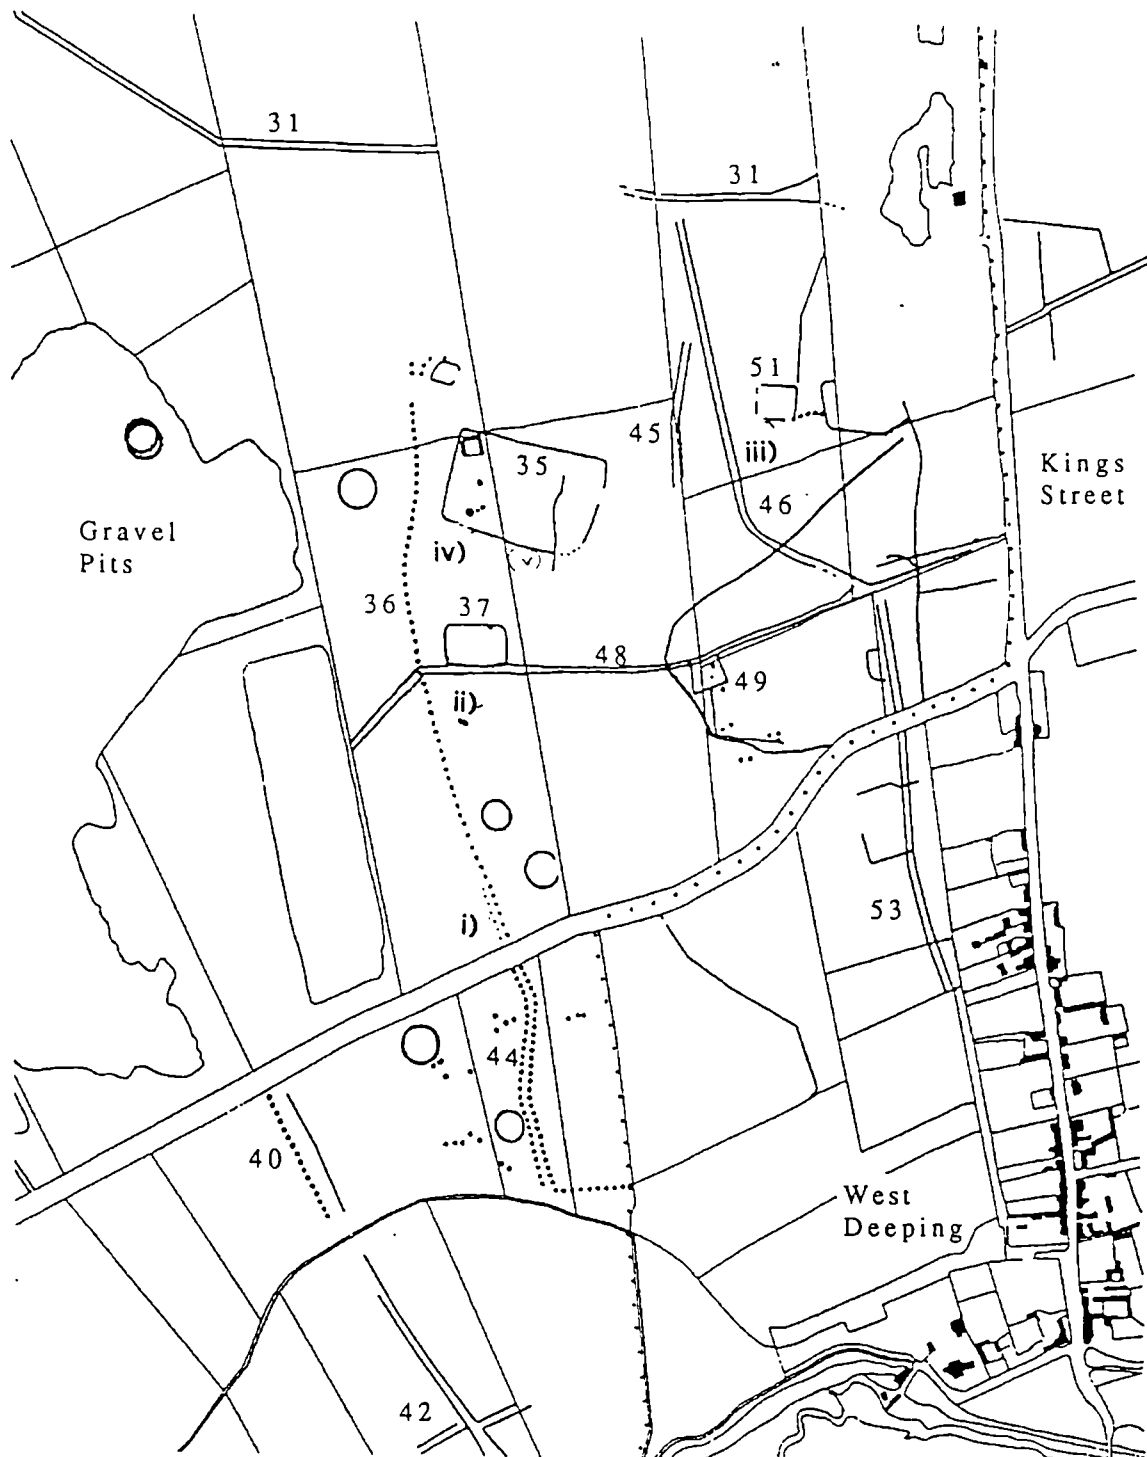 31
31
51
45
iii)
35
Kings
Street
46
Gravel
Pits
iv)
(v)
36
37
48
49
ii)
53
i)
44
40
West
Deeping
42